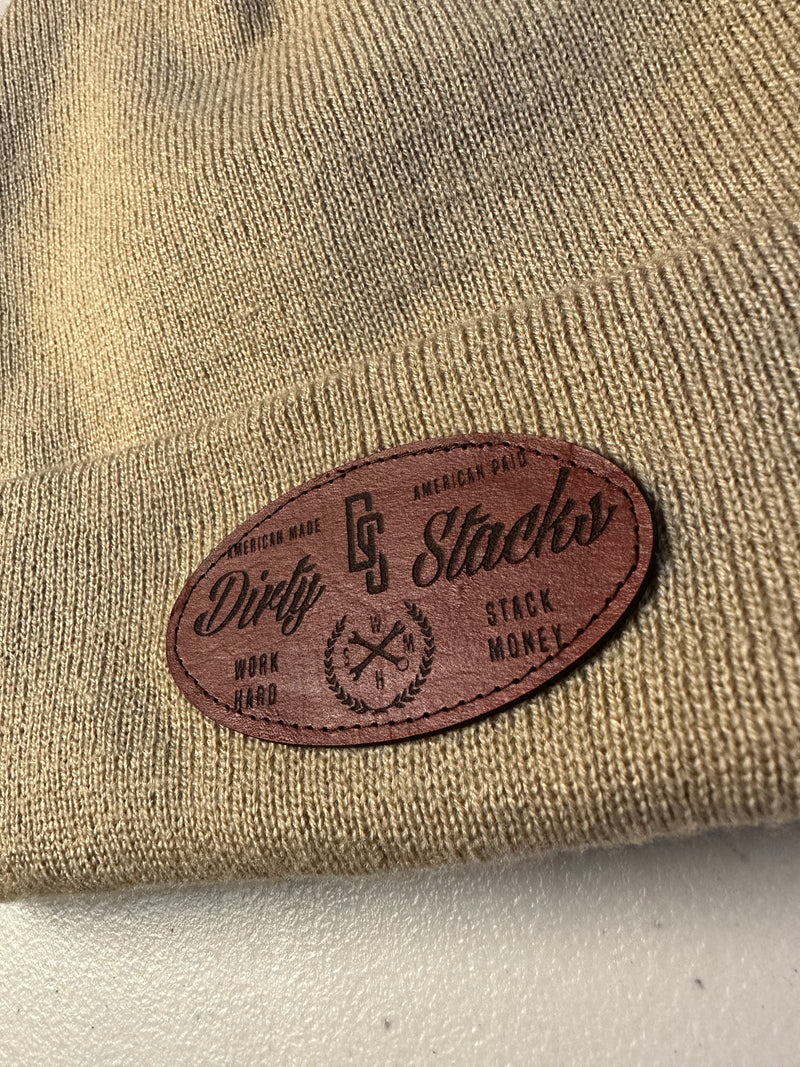 AMERICAN MADE
AMERICAN PAID
DS
Dirty Stacks
WORK
HARD
STACK
MONEY
W
S M
H